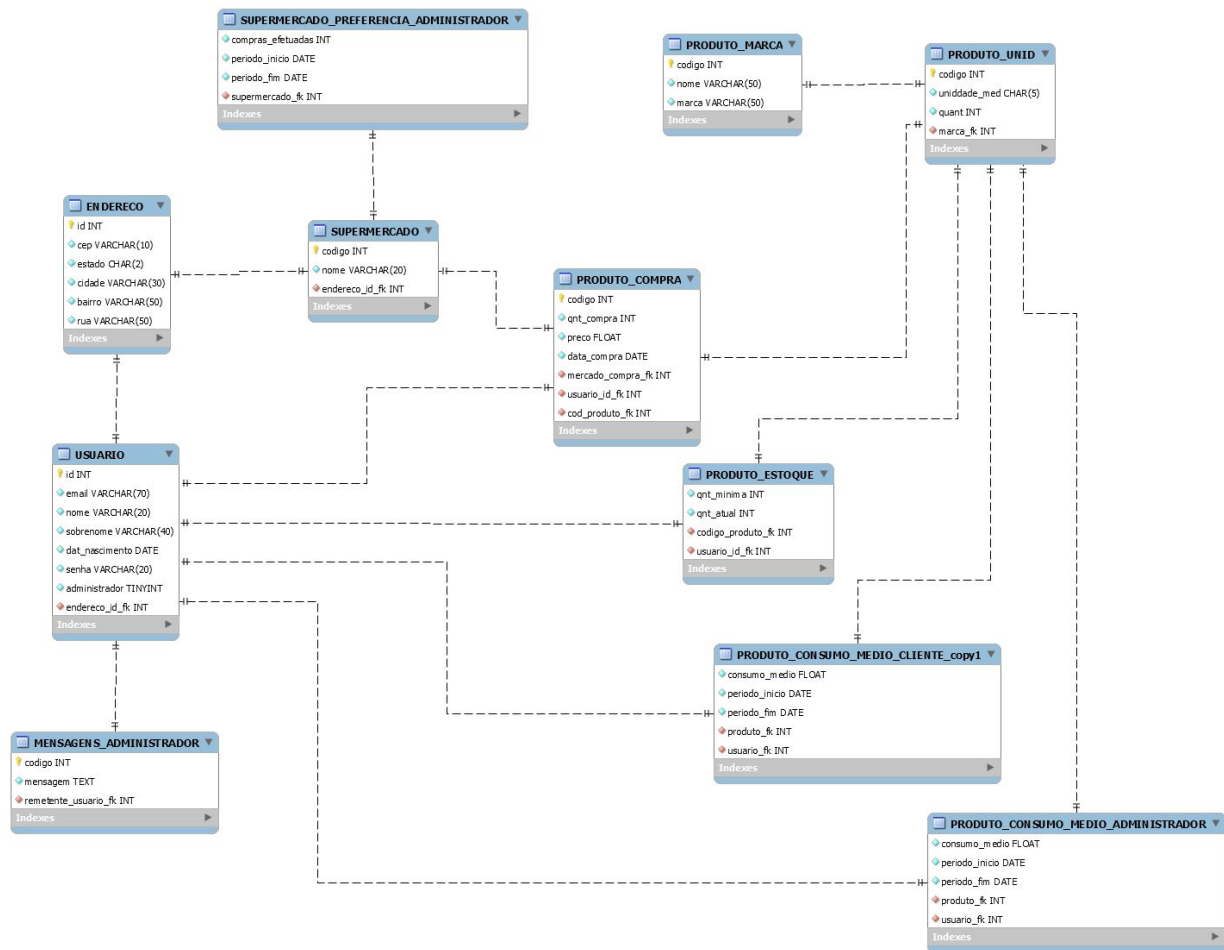 SUPERMERCADO_PREFERENCIA_ADMINISTRADOR
compras_efetuadas INT
periodo_inicio DATE
periodo_fim DATE
supermercado_fk INT
Indexes
PRODUTO_MARCA
codigo INT
nome VARCHAR(50)
marca VARCHAR(50)
Indexes
PRODUTO_UNID
codigo INT
uniddade_med CHAR(5)
quant INT
marca_fk INT
Indexes
ENDERECO
id INT
cep VARCHAR(10)
estado CHAR(2)
cidade VARCHAR(30)
bairro VARCHAR(50)
rua VARCHAR(50)
Indexes
SUPERMERCADO
codigo INT
nome VARCHAR(20)
endereco_id_fk INT
Indexes
PRODUTO_COMPRA
codigo INT
qnt_compra INT
preco FLOAT
data_compra DATE
mercado_compra_fk INT
usuario_id_fk INT
cod_produto_fk INT
Indexes
USUARIO
id INT
email VARCHAR(70)
nome VARCHAR(20)
sobrenome VARCHAR(40)
dat_nascimento DATE
senha VARCHAR(20)
administrador TINYINT
endereco_id_fk INT
Indexes
PRODUTO_ESTOQUE
qnt_minima INT
qnt_atual INT
codigo_produto_fk INT
usuario_id_fk INT
Indexes
PRODUTO_CONSUMO_MEDIO_CLIENTE_copy1
consumo_medio FLOAT
periodo_inicio DATE
periodo_fim DATE
produto_fk INT
usuario_fk INT
Indexes
MENSAGENS_ADMINISTRADOR
codigo INT
mensagem TEXT
remetente_usuario_fk INT
Indexes
PRODUTO_CONSUMO_MEDIO_ADMINISTRADOR
consumo_medio FLOAT
periodo_inicio DATE
periodo_fim DATE
produto_fk INT
usuario_fk INT
Indexes